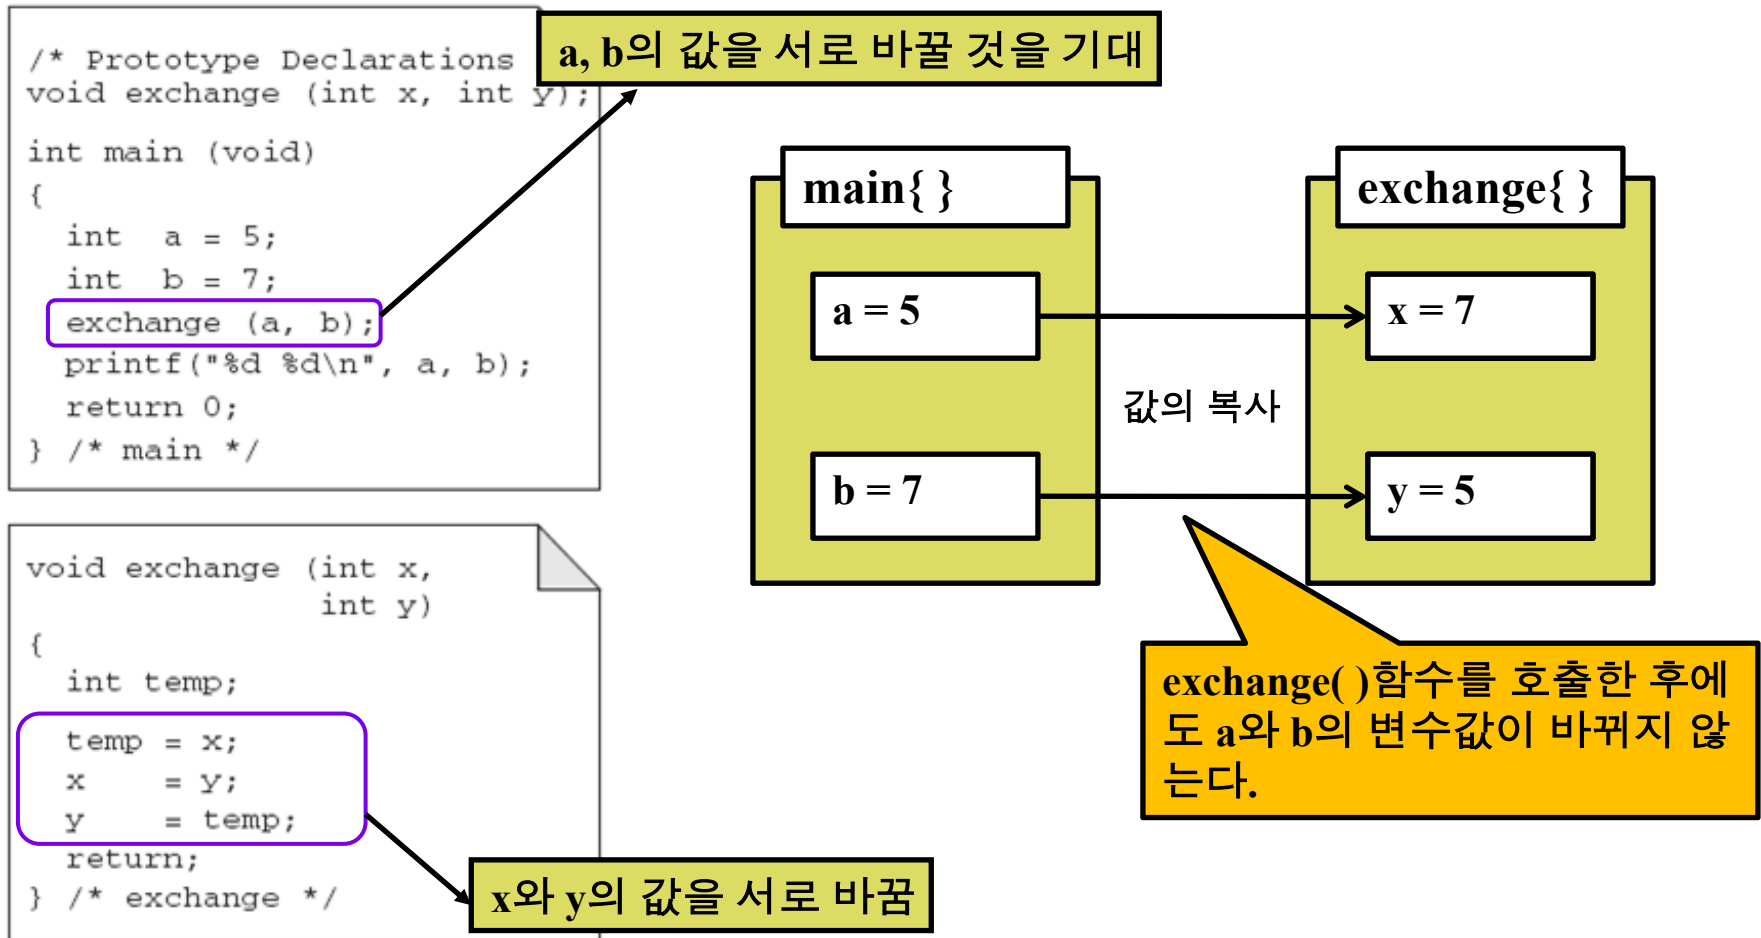 /* Prototype Declarations
void exchange (int x, int y);
int main (void)
{
int a = 5;
int b = 7;
exchange (a, b);
printf("%d %d\n", a, b);
return 0;
} /* main */
a, b의 값을 서로 바꿀 것을 기대
main{ }
a = 5
b = 7
값의 복사
exchange{ }
x = 7
y = 5
exchange( )함수를 호출한 후에
도 a와 b의 변수값이 바뀌지 않
는다.
void exchange (int x,
int y)
{
int temp;
temp = x;
x = y;
y = temp;
return;
} /* exchange */
x와 y의 값을 서로 바꿈